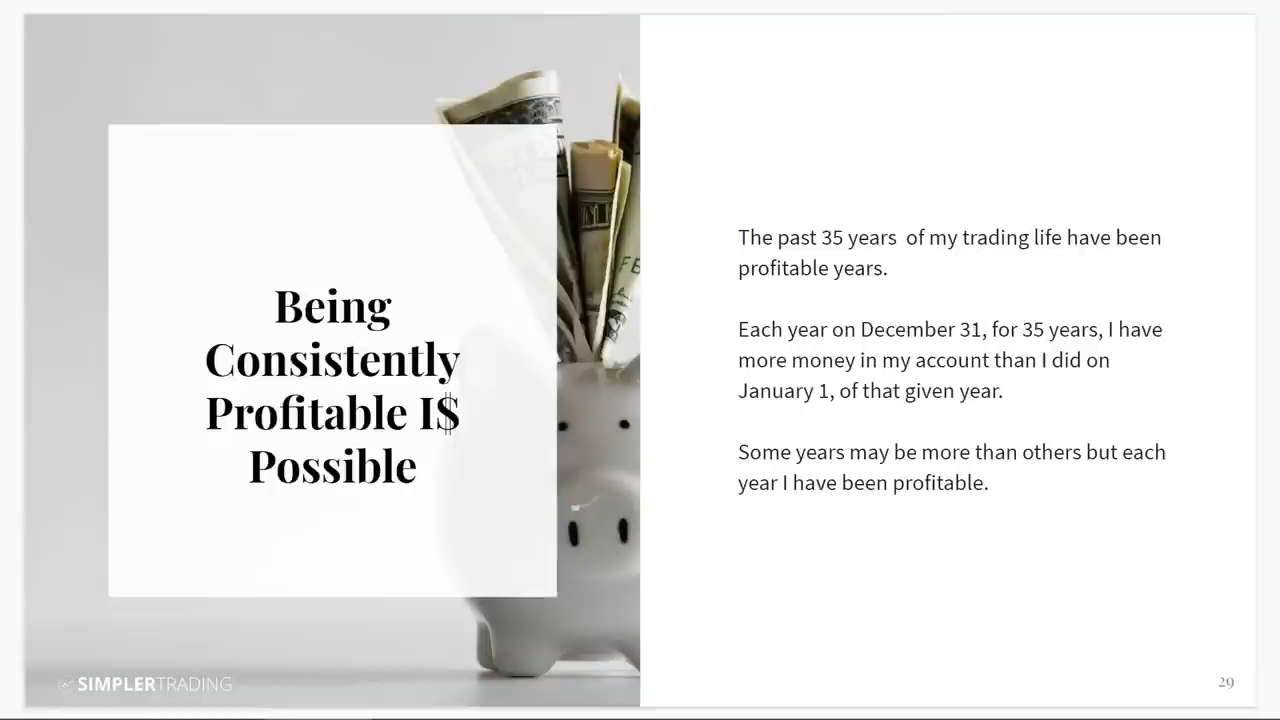 Being
Consistently
Profitable I$
Possible
The past 35 years  of my trading life have been
profitable years.
Each year on December 31, for 35 years, I have
more money in my account than I did on
January 1, of that given year.
Some years may be more than others but each
year I have been profitable.
SIMPLERTRADING
29